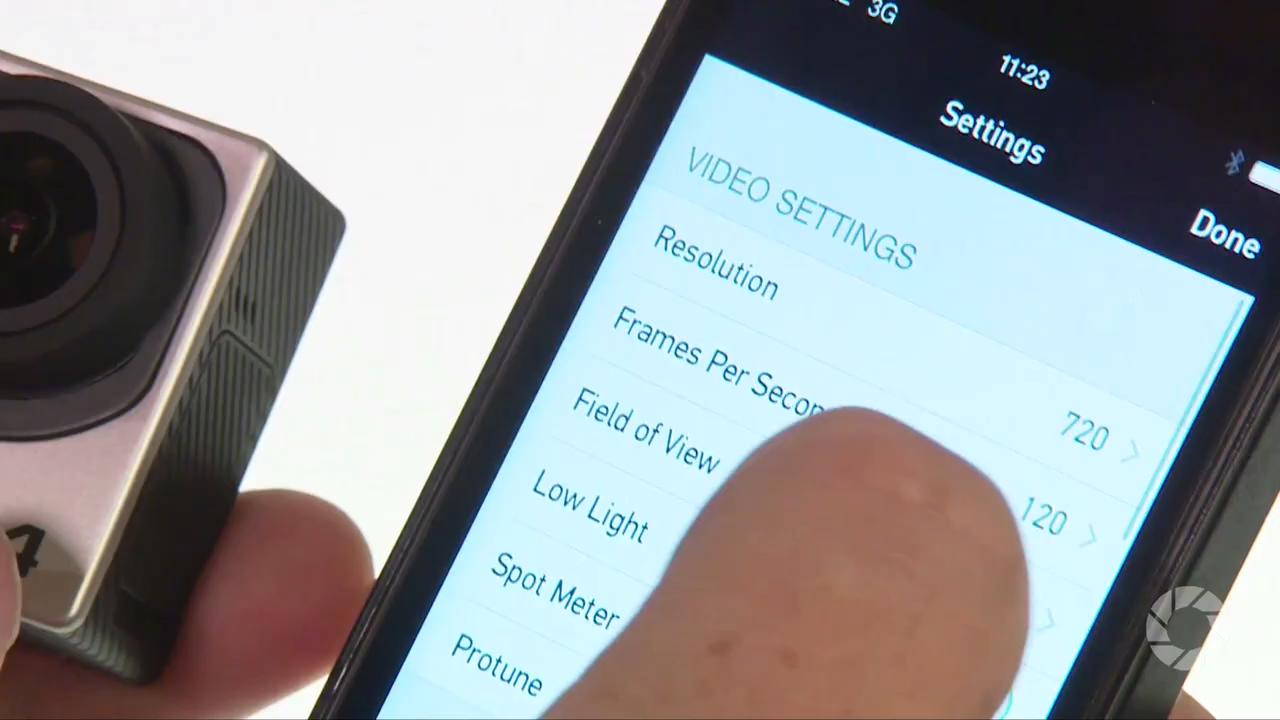 3G
11:23
Settings
Done
VIDEO SETTINGS
Resolution
720
Frames Per Secon
120
Field of View
Low Light
Spot Meter
Protune
4